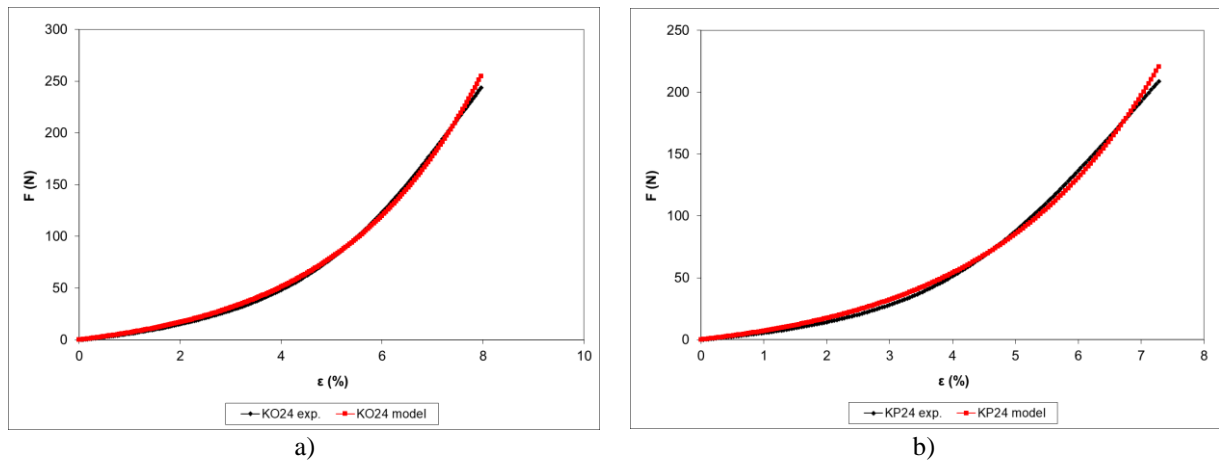 300
250
200
150
100
50
0
F (N)
0 2 4 6 8 10
ε (%)
KO24 exp. KO24 model
a)
250
200
150
100
50
0
F (N)
0 1 2 3 4 5 6 7 8
ε (%)
KP24 exp. KP24 model
b)